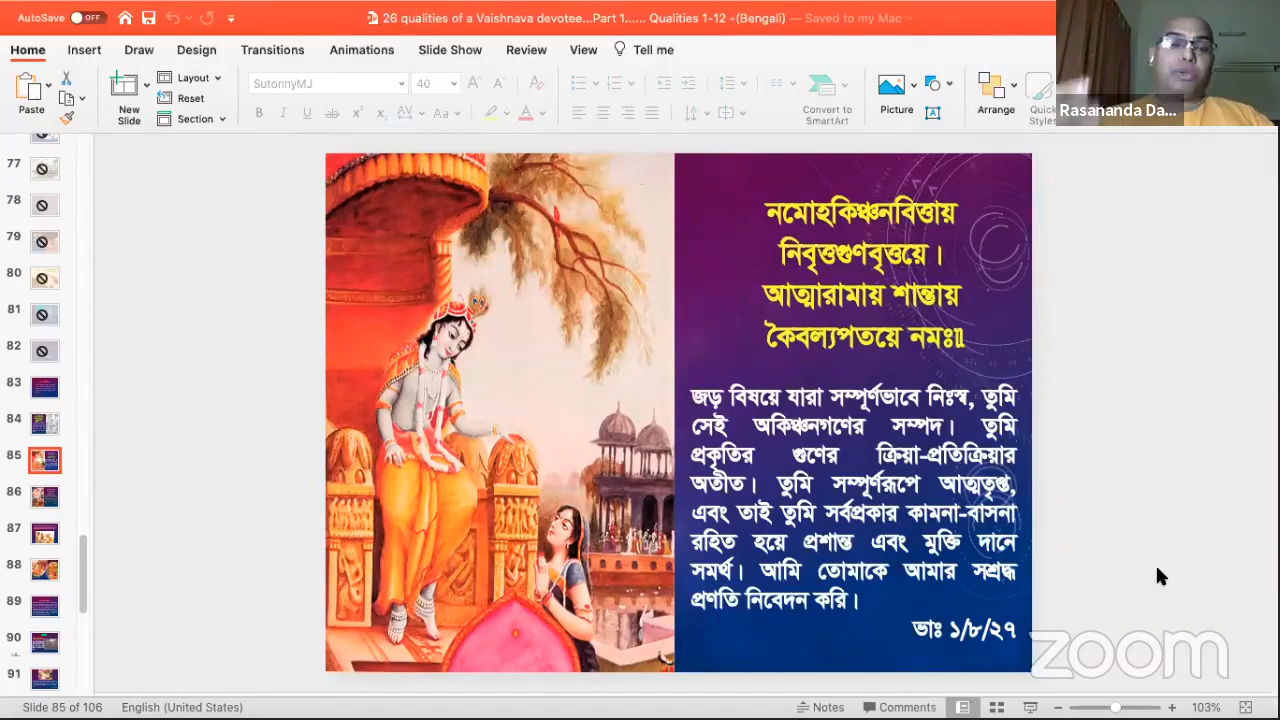 AutoSave OFF 26 qualities of a Vaishnava devotee...Part 1...... Qualities 1-12 -(Bengali) — Saved to my Mac
Home Insert Draw Design Transitions Animations Slide Show Review View Tell me
Paste
New Slide
Layout
Reset
Section
SutonnyMJ 40
Convert to SmartArt
Picture
Arrange
Quick Styles
Rasananda Da...
77
78
79
80
81
82
83
84
85
86
87
88
89
90
91
নমোহকিঞ্চনবিত্তায়
নিবৃত্তগুণবৃত্তয়ে।
আত্মারামায় শান্তায়
কৈবল্যপতয়ে নমঃ॥
জড় বিষয়ে যারা সম্পূর্ণভাবে নিঃস্ব, তুমি
সেই অকিঞ্চনগণের সম্পদ। তুমি
প্রকৃতির গুণের ক্রিয়া-প্রতিক্রিয়ার
অতীত। তুমি সম্পূর্ণরূপে আত্মতৃপ্ত,
এবং তাই তুমি সর্বপ্রকার কামনা-বাসনা
রহিত হয়ে প্রশান্ত এবং মুক্তি দানে
সমর্থ। আমি তোমাকে আমার সশ্রদ্ধ
প্রণতি নিবেদন করি।
ভাঃ ১/৮/২৭
zoom
Slide 85 of 106 English (United States) Notes Comments 103%